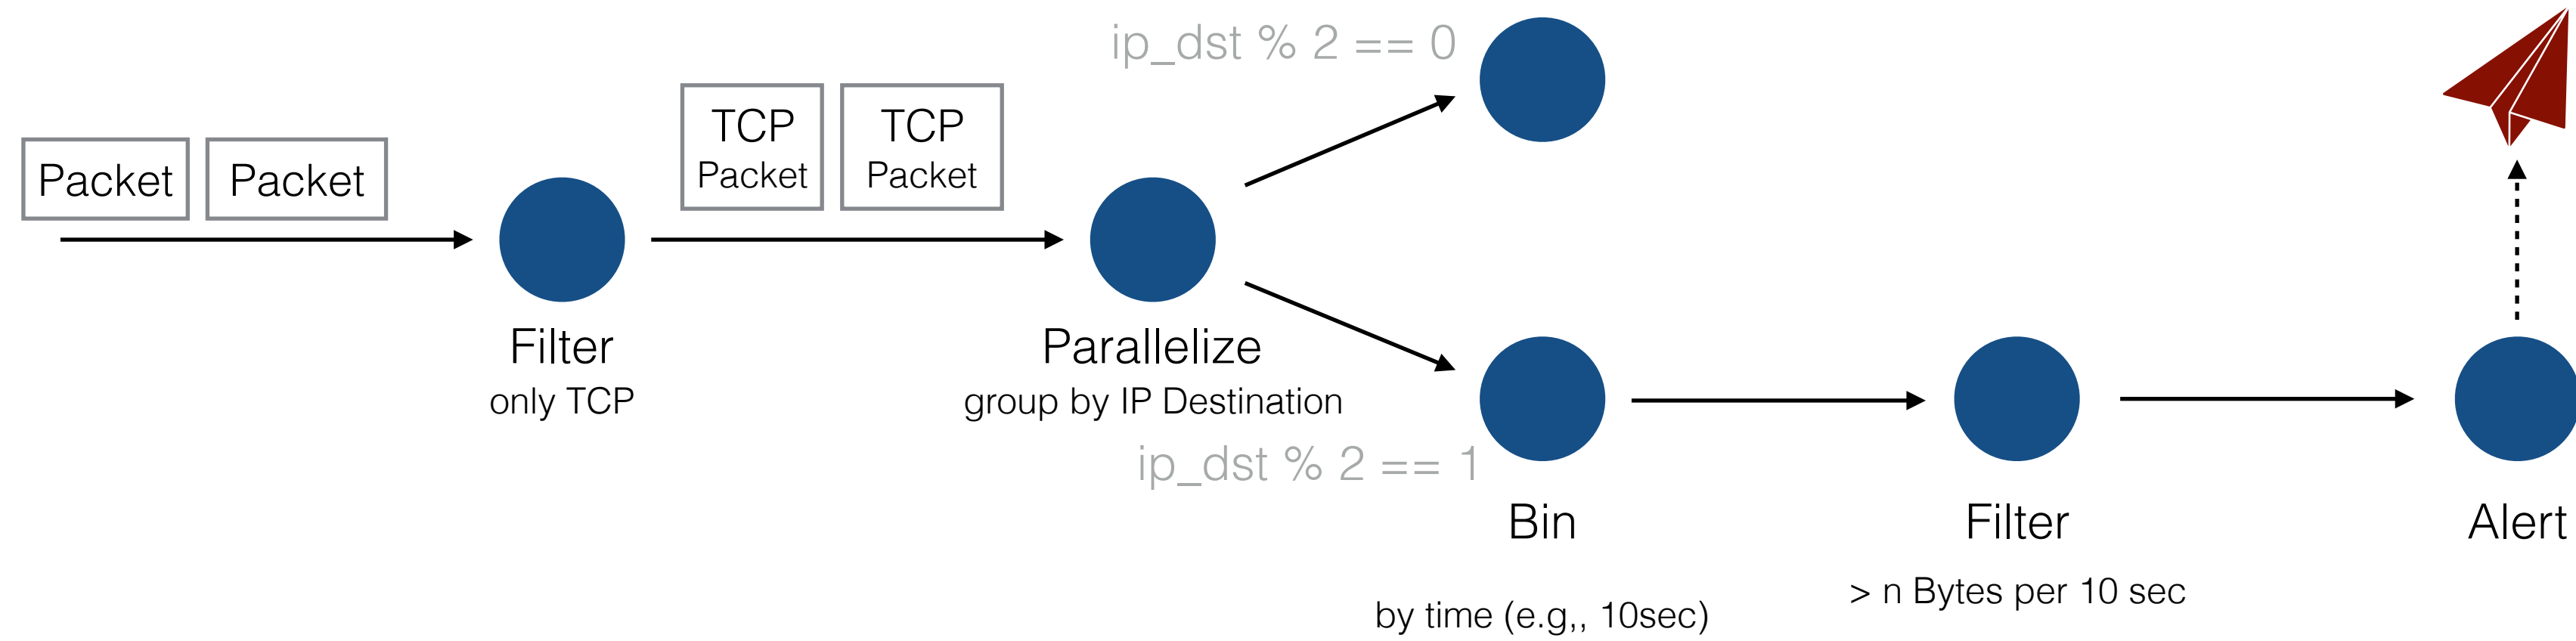 ip_dst % 2 == 0
Packet
Packet
TCP
Packet
TCP
Packet
Filter
only TCP
Parallelize
group by IP Destination
ip_dst % 2 == 1
Bin
by time (e.g,, 10sec)
Filter
> n Bytes per 10 sec
Alert